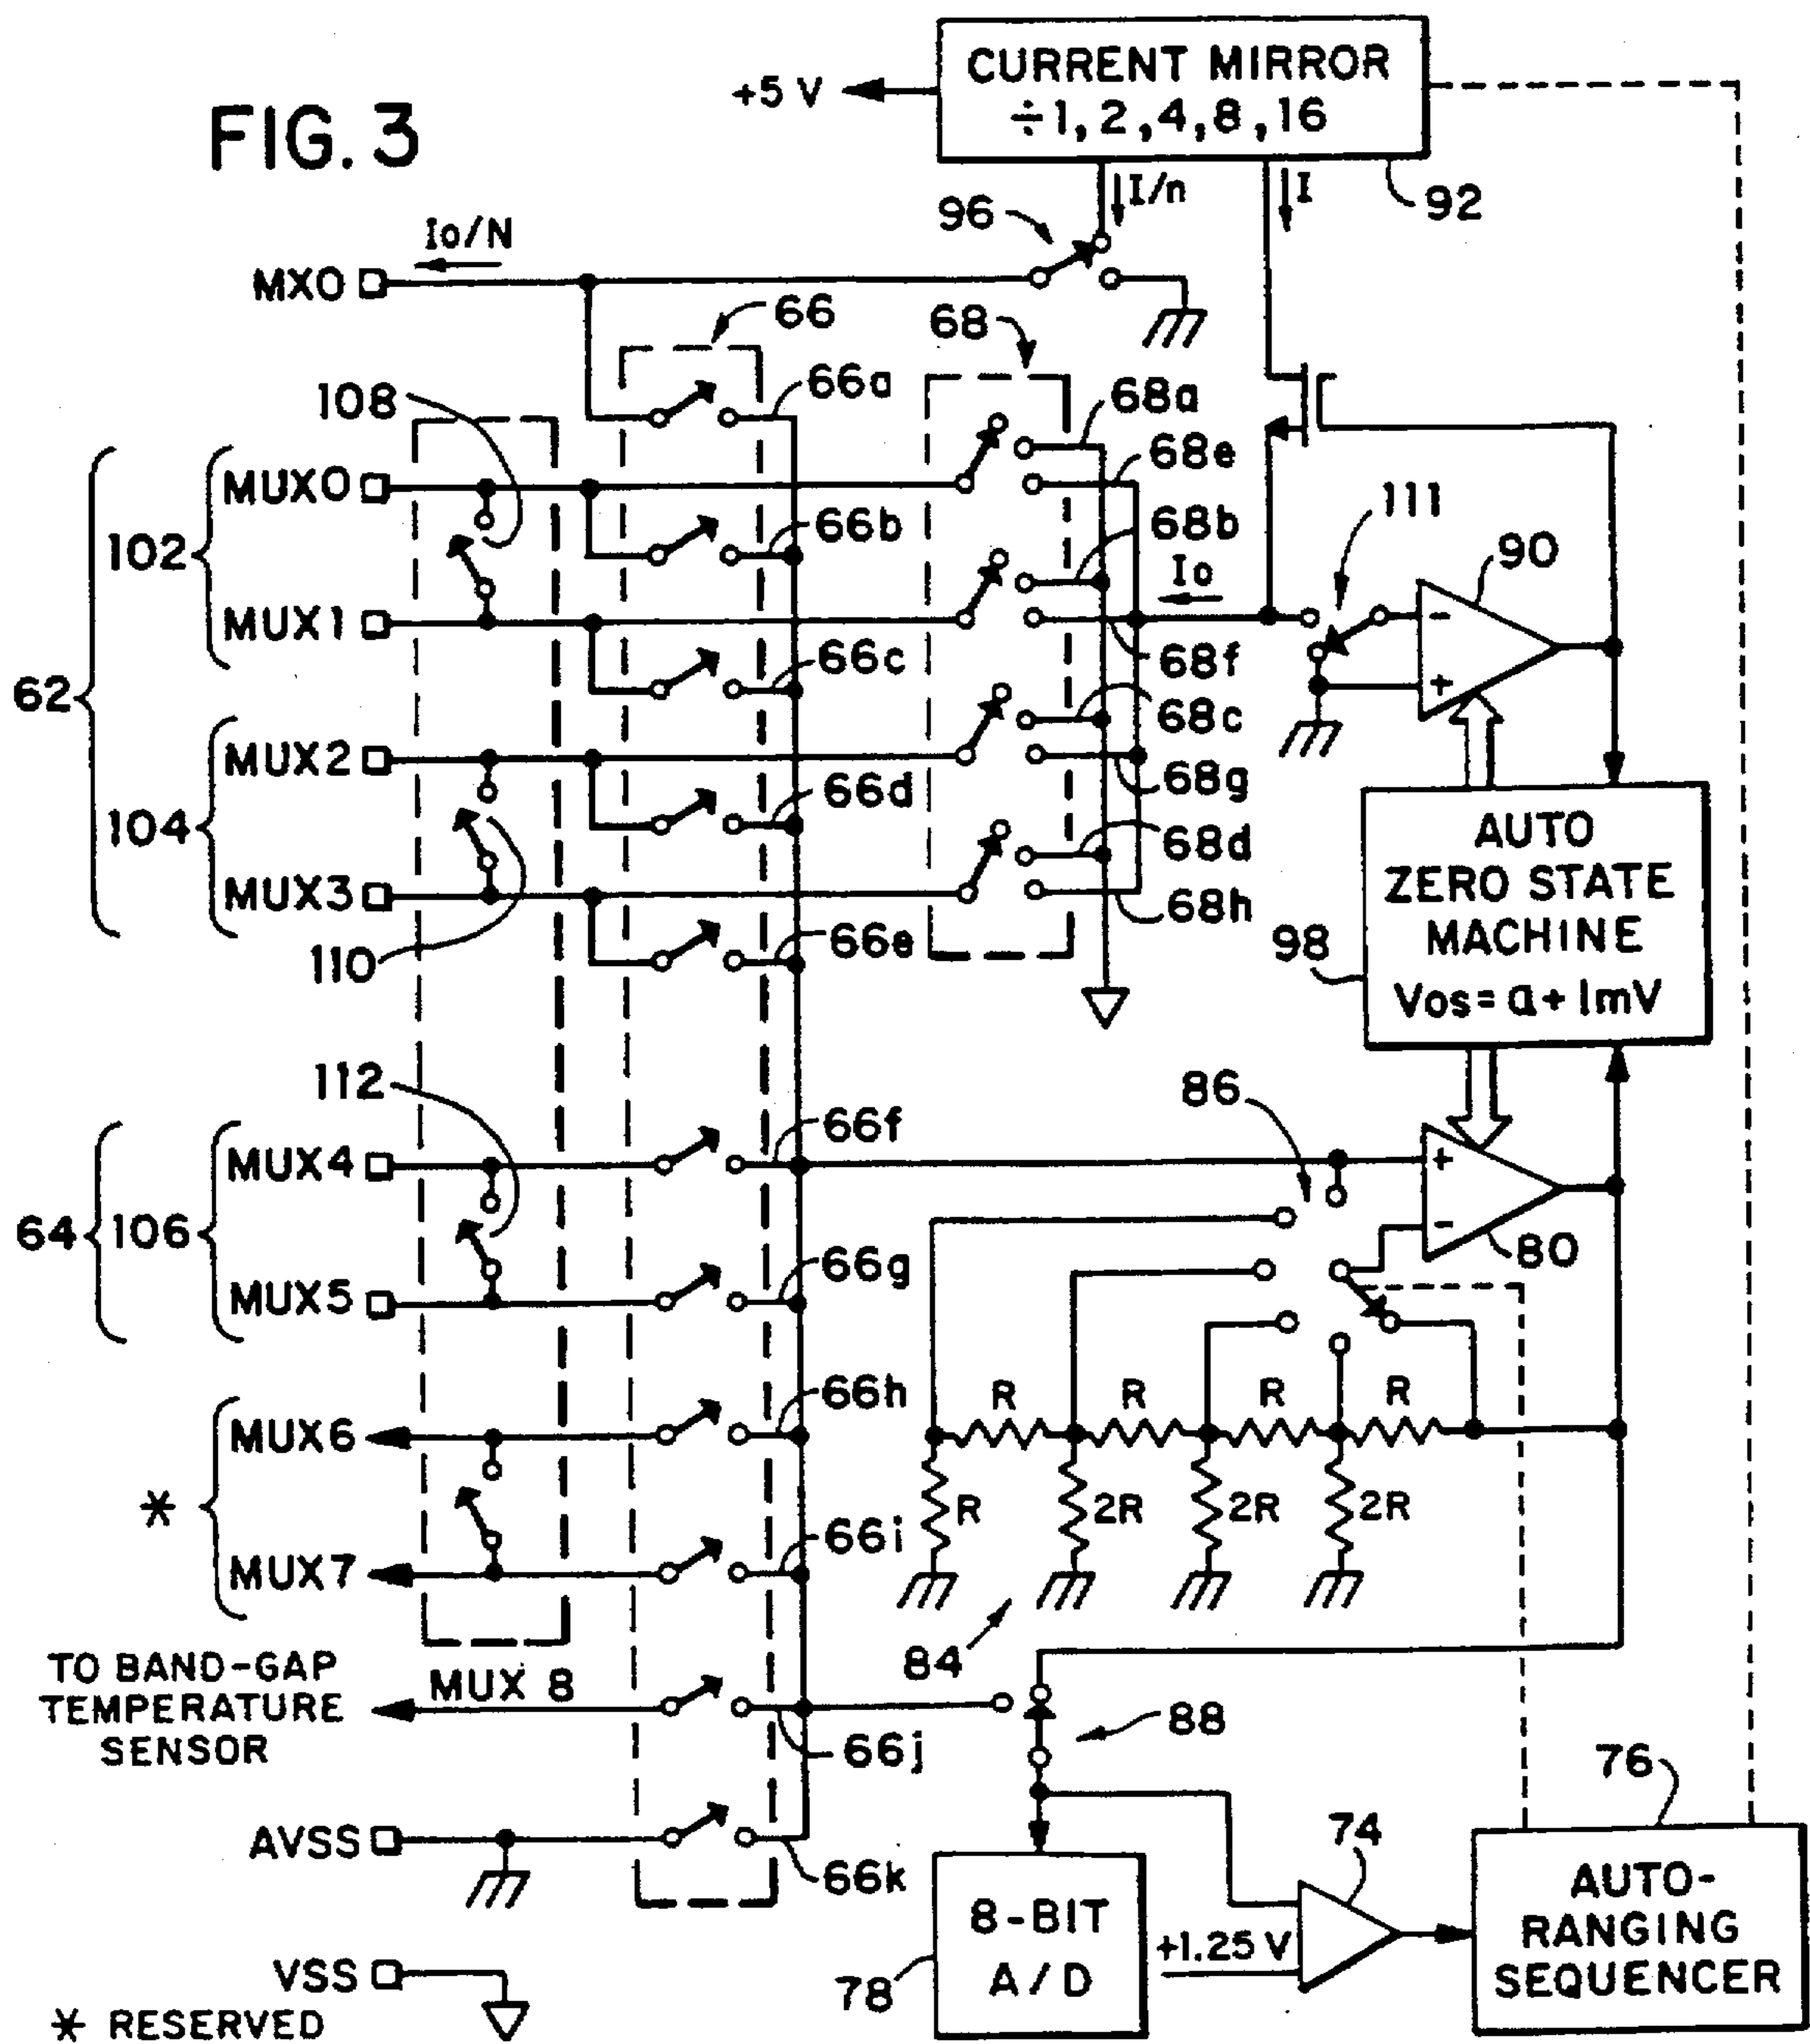 FIG. 3
CURRENT MIRROR
÷1, 2, 4, 8, 16
+5 V
92
I/n
I
96
Io/N
MX0
66
68
108
66a
68a
62
102
MUX0
68e
66b
68b
111
90
Io
MUX1
66c
68f
68c
104
MUX2
68g
66d
68d
MUX3
68h
110
66e
−
+
AUTO
ZERO STATE
MACHINE
Vos = a + 1mV
98
112
86
66f
64
106
MUX4
+
−
80
MUX5
66g
*
MUX6
66h
R
R
R
R
R
2R
2R
2R
MUX7
66i
84
TO BAND-GAP
TEMPERATURE
SENSOR
MUX 8
88
66j
76
74
AVSS
66k
8-BIT
A/D
78
+1.25 V
AUTO-
RANGING
SEQUENCER
VSS
* RESERVED